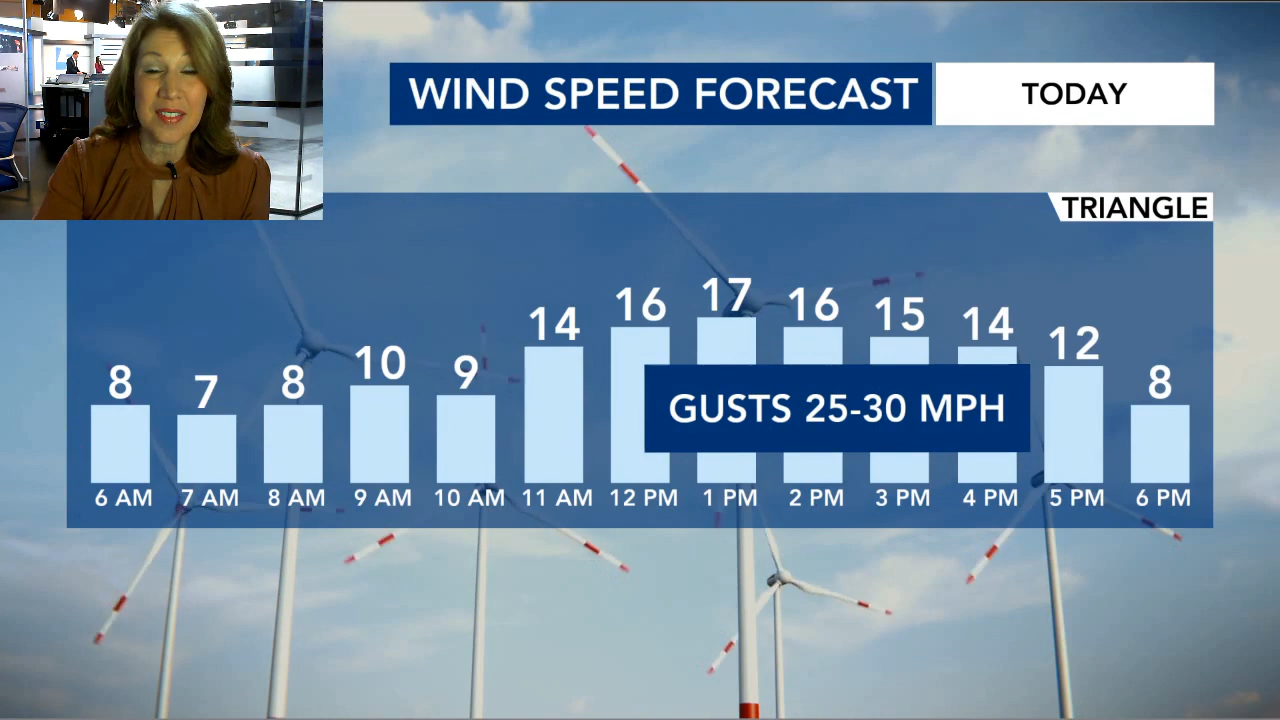 WIND SPEED FORECAST
TODAY
TRIANGLE
8 7 8 10 9 14 16 17 16 15 14 12 8
GUSTS 25-30 MPH
6 AM 7 AM 8 AM 9 AM 10 AM 11 AM 12 PM 1 PM 2 PM 3 PM 4 PM 5 PM 6 PM